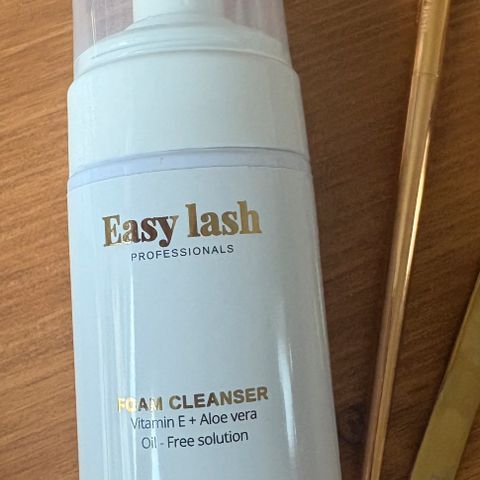 Easy lash
PROFESSIONALS
FOAM CLEANSER
Vitamin E + Aloe vera
Oil - Free solution